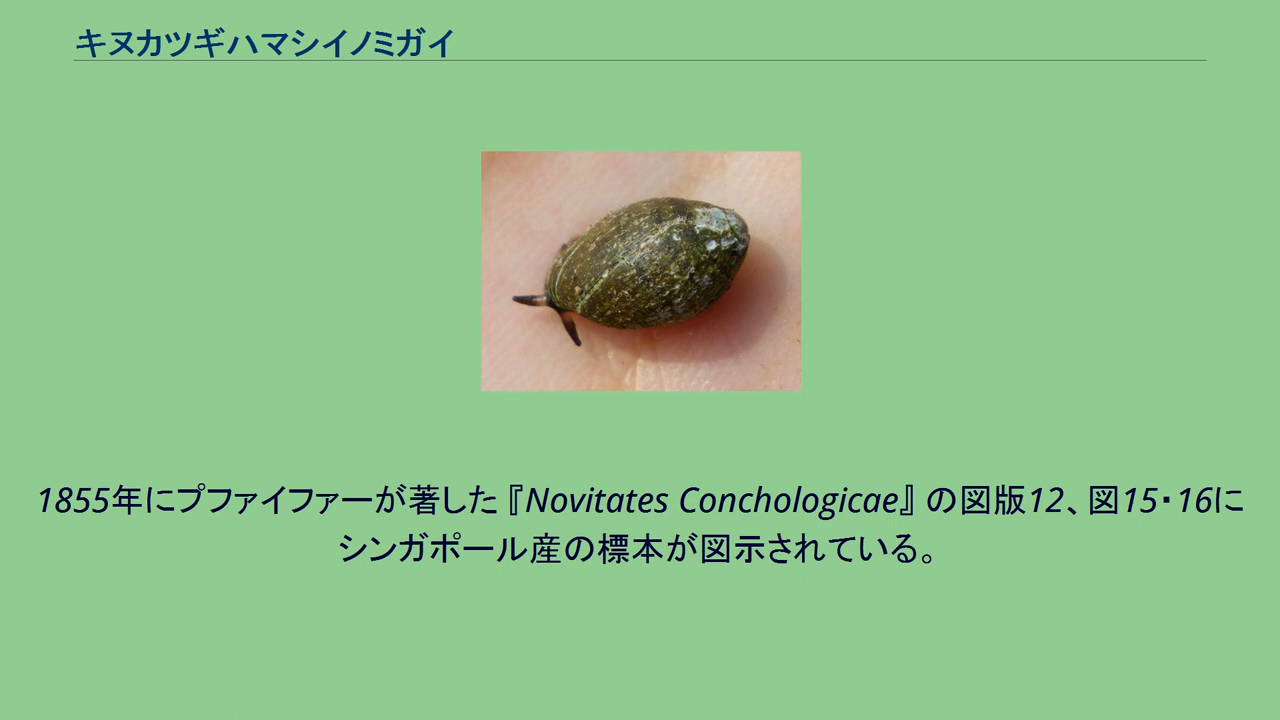 キヌカツギハマシイノミガイ
1855年にプファイファーが著した『Novitates Conchologicae』の図版12、図15・16に
シンガポール産の標本が図示されている。